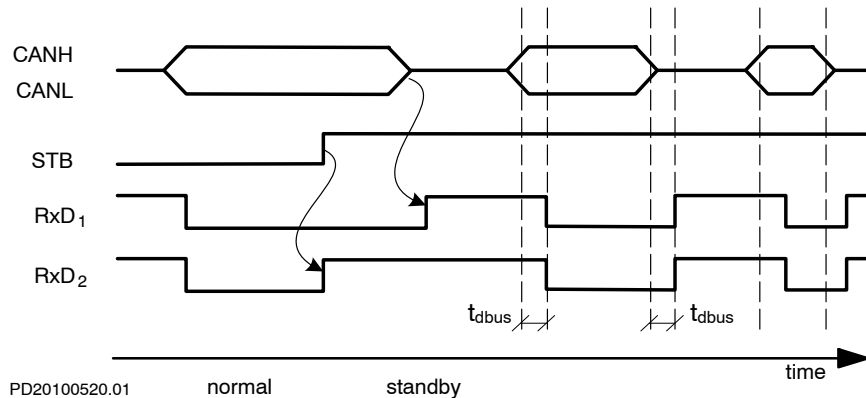 CANH
CANL
STB
RxD1
RxD2
tdbus tdbus
time
PD20100520.01 normal standby